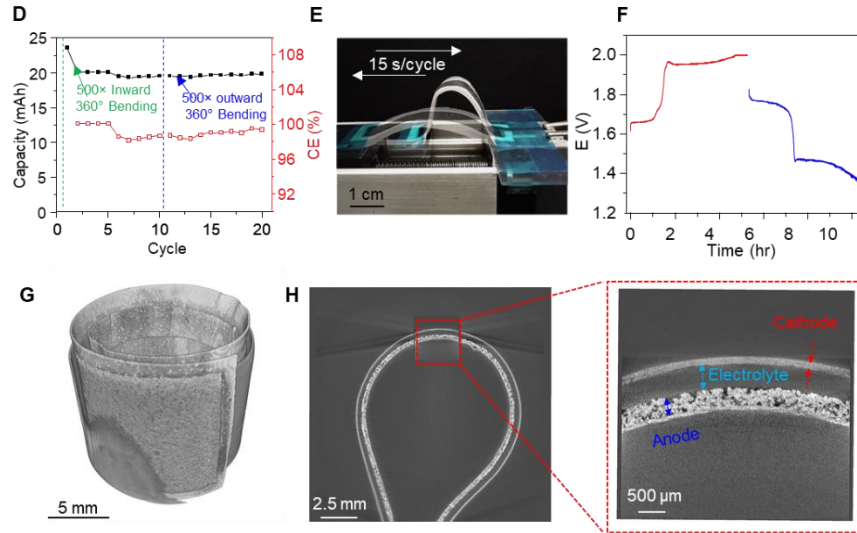 D
25
20
15
10
5
0
Capacity (mAh)
500× Inward
360° Bending
500× outward
360° Bending
108
104
100
96
92
CE (%)
0
5
10
15
20
Cycle
E
15 s/cycle
1 cm
F
2.0
1.8
1.6
1.4
1.2
E (V)
0
3
6
8
11
Time (hr)
G
5 mm
H
2.5 mm
Cathode
Electrolyte
Anode
500 µm